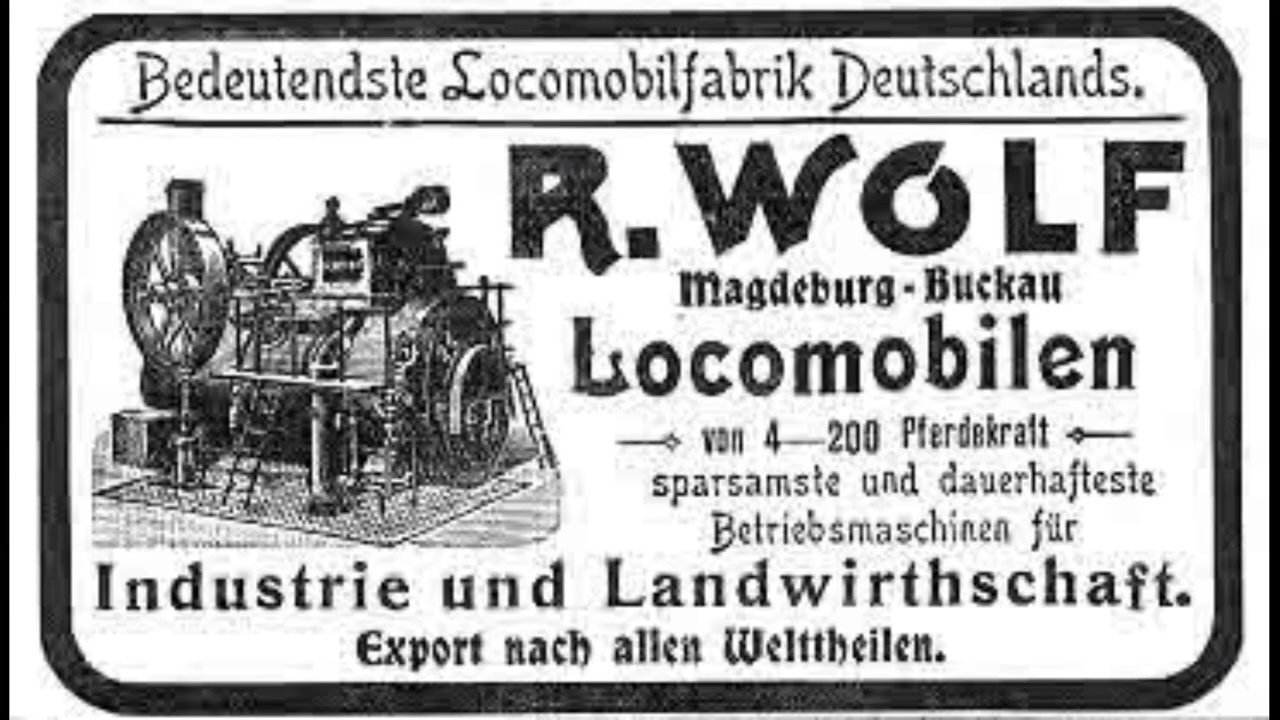 Bedeutendste Locomobilfabrik Deutschlands.
R. WOLF
Magdeburg-Buckau
Locomobilen
von 4—200 Pferdekraft
sparsamste und dauerhafteste
Betriebsmaschinen für
Industrie und Landwirthschaft.
Export nach allen Welttheilen.